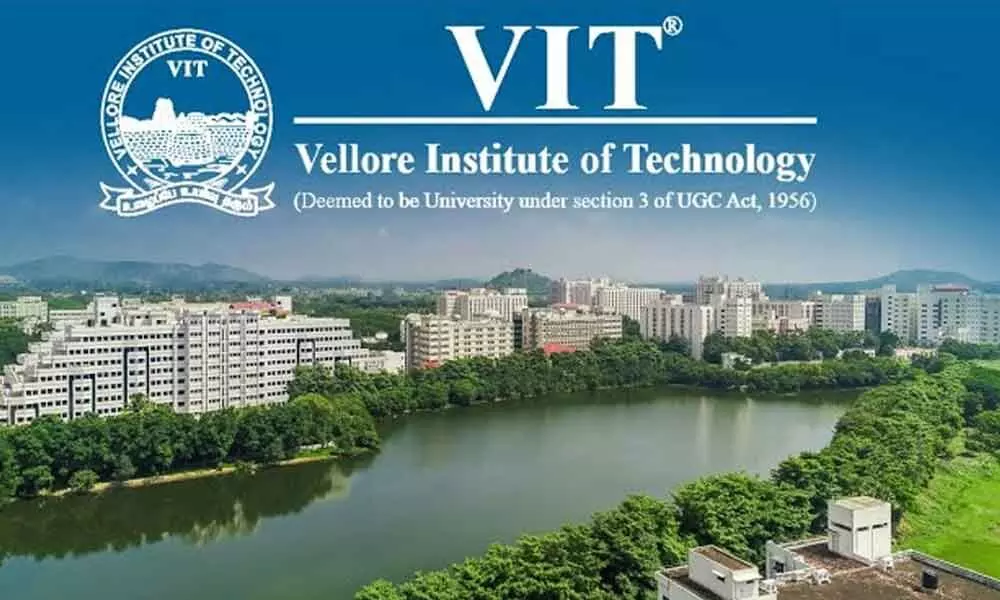 VELLORE INSTITUTE OF TECHNOLOGY
VIT
VIT®
Vellore Institute of Technology
(Deemed to be University under section 3 of UGC Act, 1956)